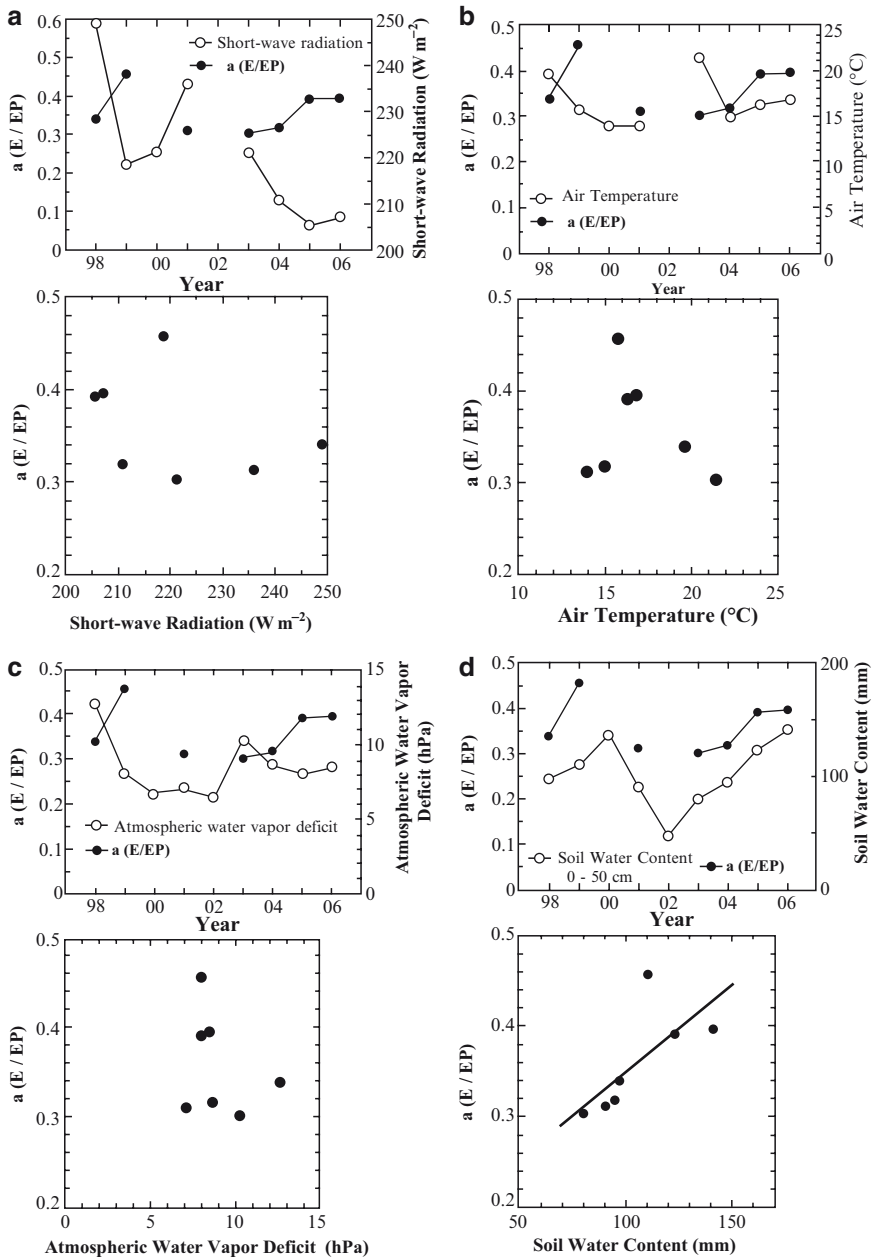 a
0.6
0.5
0.4
0.3
0.2
0.1
0
a (E / EP)
Short-wave radiation
a (E/EP)
250
240
230
220
210
200
Short-wave Radiation (W m⁻²)
98
00
02
04
06
Year
0.5
0.4
0.3
0.2
a (E / EP)
200
210
220
230
240
250
Short-wave Radiation (W m⁻²)
b
0.5
0.4
0.3
0.2
0.1
0
a (E / EP)
Air Temperature
a (E/EP)
25
20
15
10
5
0
Air Temperature (°C)
98
00
02
04
06
Year
0.5
0.4
0.3
0.2
a (E / EP)
10
15
20
25
Air Temperature (°C)
c
0.5
0.4
0.3
0.2
0.1
0
a (E / EP)
Atmospheric water vapor deficit
a (E/EP)
15
10
5
0
Atmospheric Water Vapor
Deficit (hPa)
98
00
02
04
06
Year
0.5
0.4
0.3
0.2
a (E / EP)
0
5
10
15
Atmospheric Water Vapor Deficit (hPa)
d
0.5
0.4
0.3
0.2
0.1
0
a (E / EP)
Soil Water Content
0 - 50 cm
a (E/EP)
200
100
0
Soil Water Content (mm)
98
00
02
04
06
Year
0.5
0.4
0.3
0.2
a (E / EP)
50
100
150
Soil Water Content (mm)